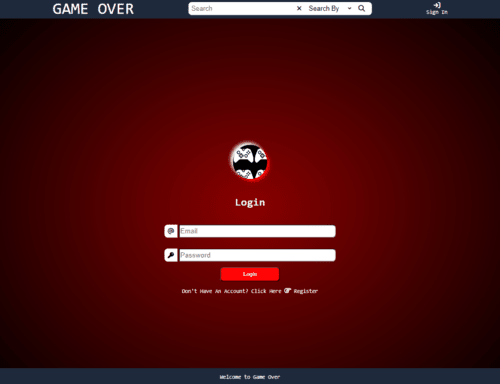 GAME OVER
Search
Search By
Sign In
Login
Email
Password
Login
Don't Have An Account? Click Here Register
Welcome to Game Over